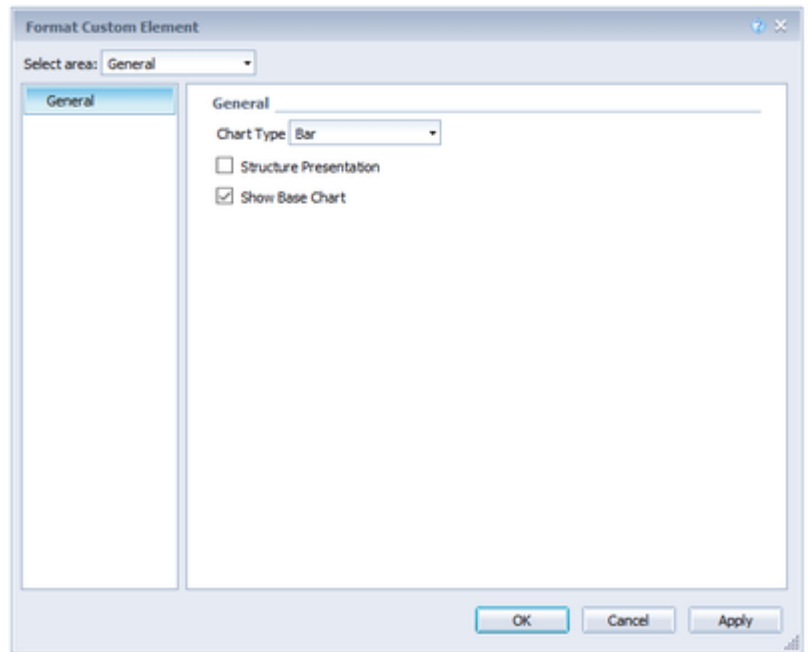 Format Custom Element
Select area: General
General
General
Chart Type Bar
Structure Presentation
Show Base Chart
OK Cancel Apply